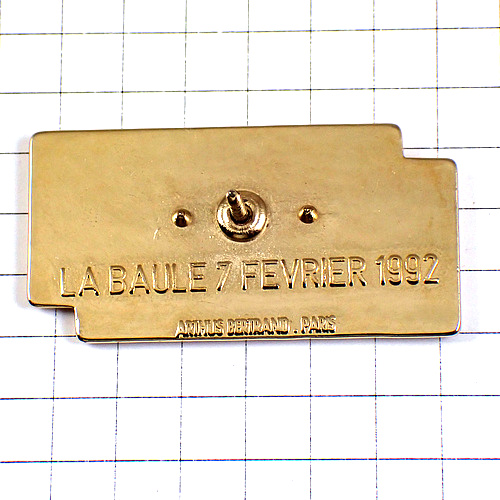 LA BAULE 7 FEVRIER 1992
ARTHUS BERTRAND . PARIS